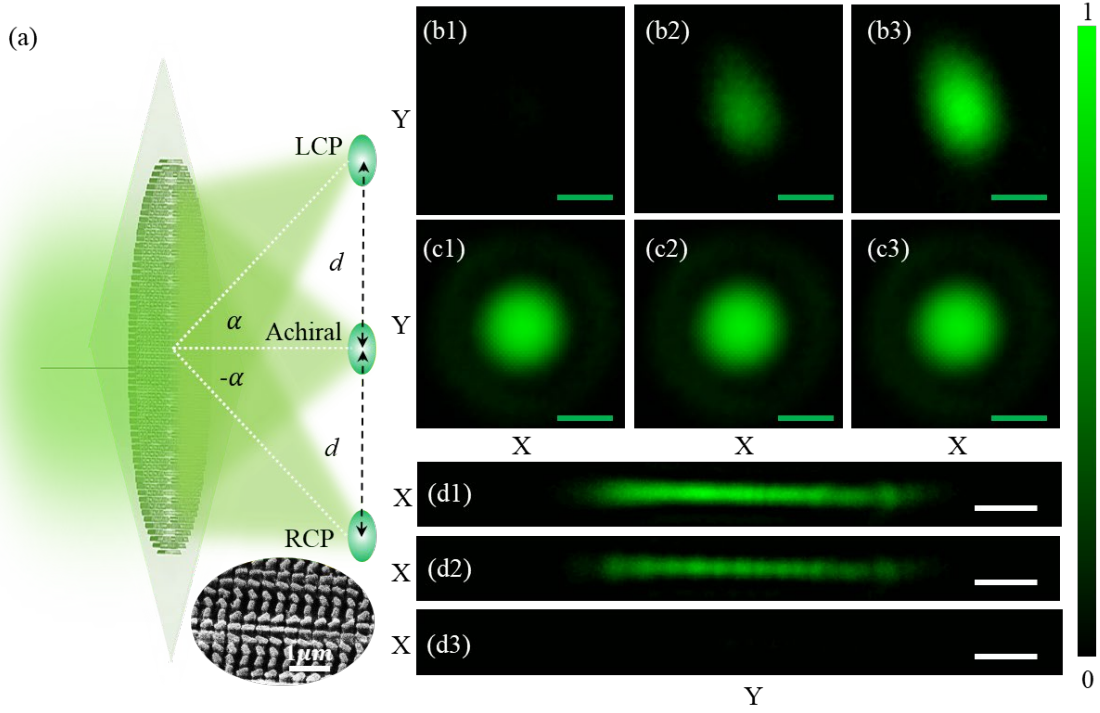 (a)
LCP
d
α
Achiral
-α
d
RCP
1μm
(b1)
(b2)
(b3)
Y
(c1)
(c2)
(c3)
Y
X
X
X
X
(d1)
X
(d2)
X
(d3)
Y
1
0